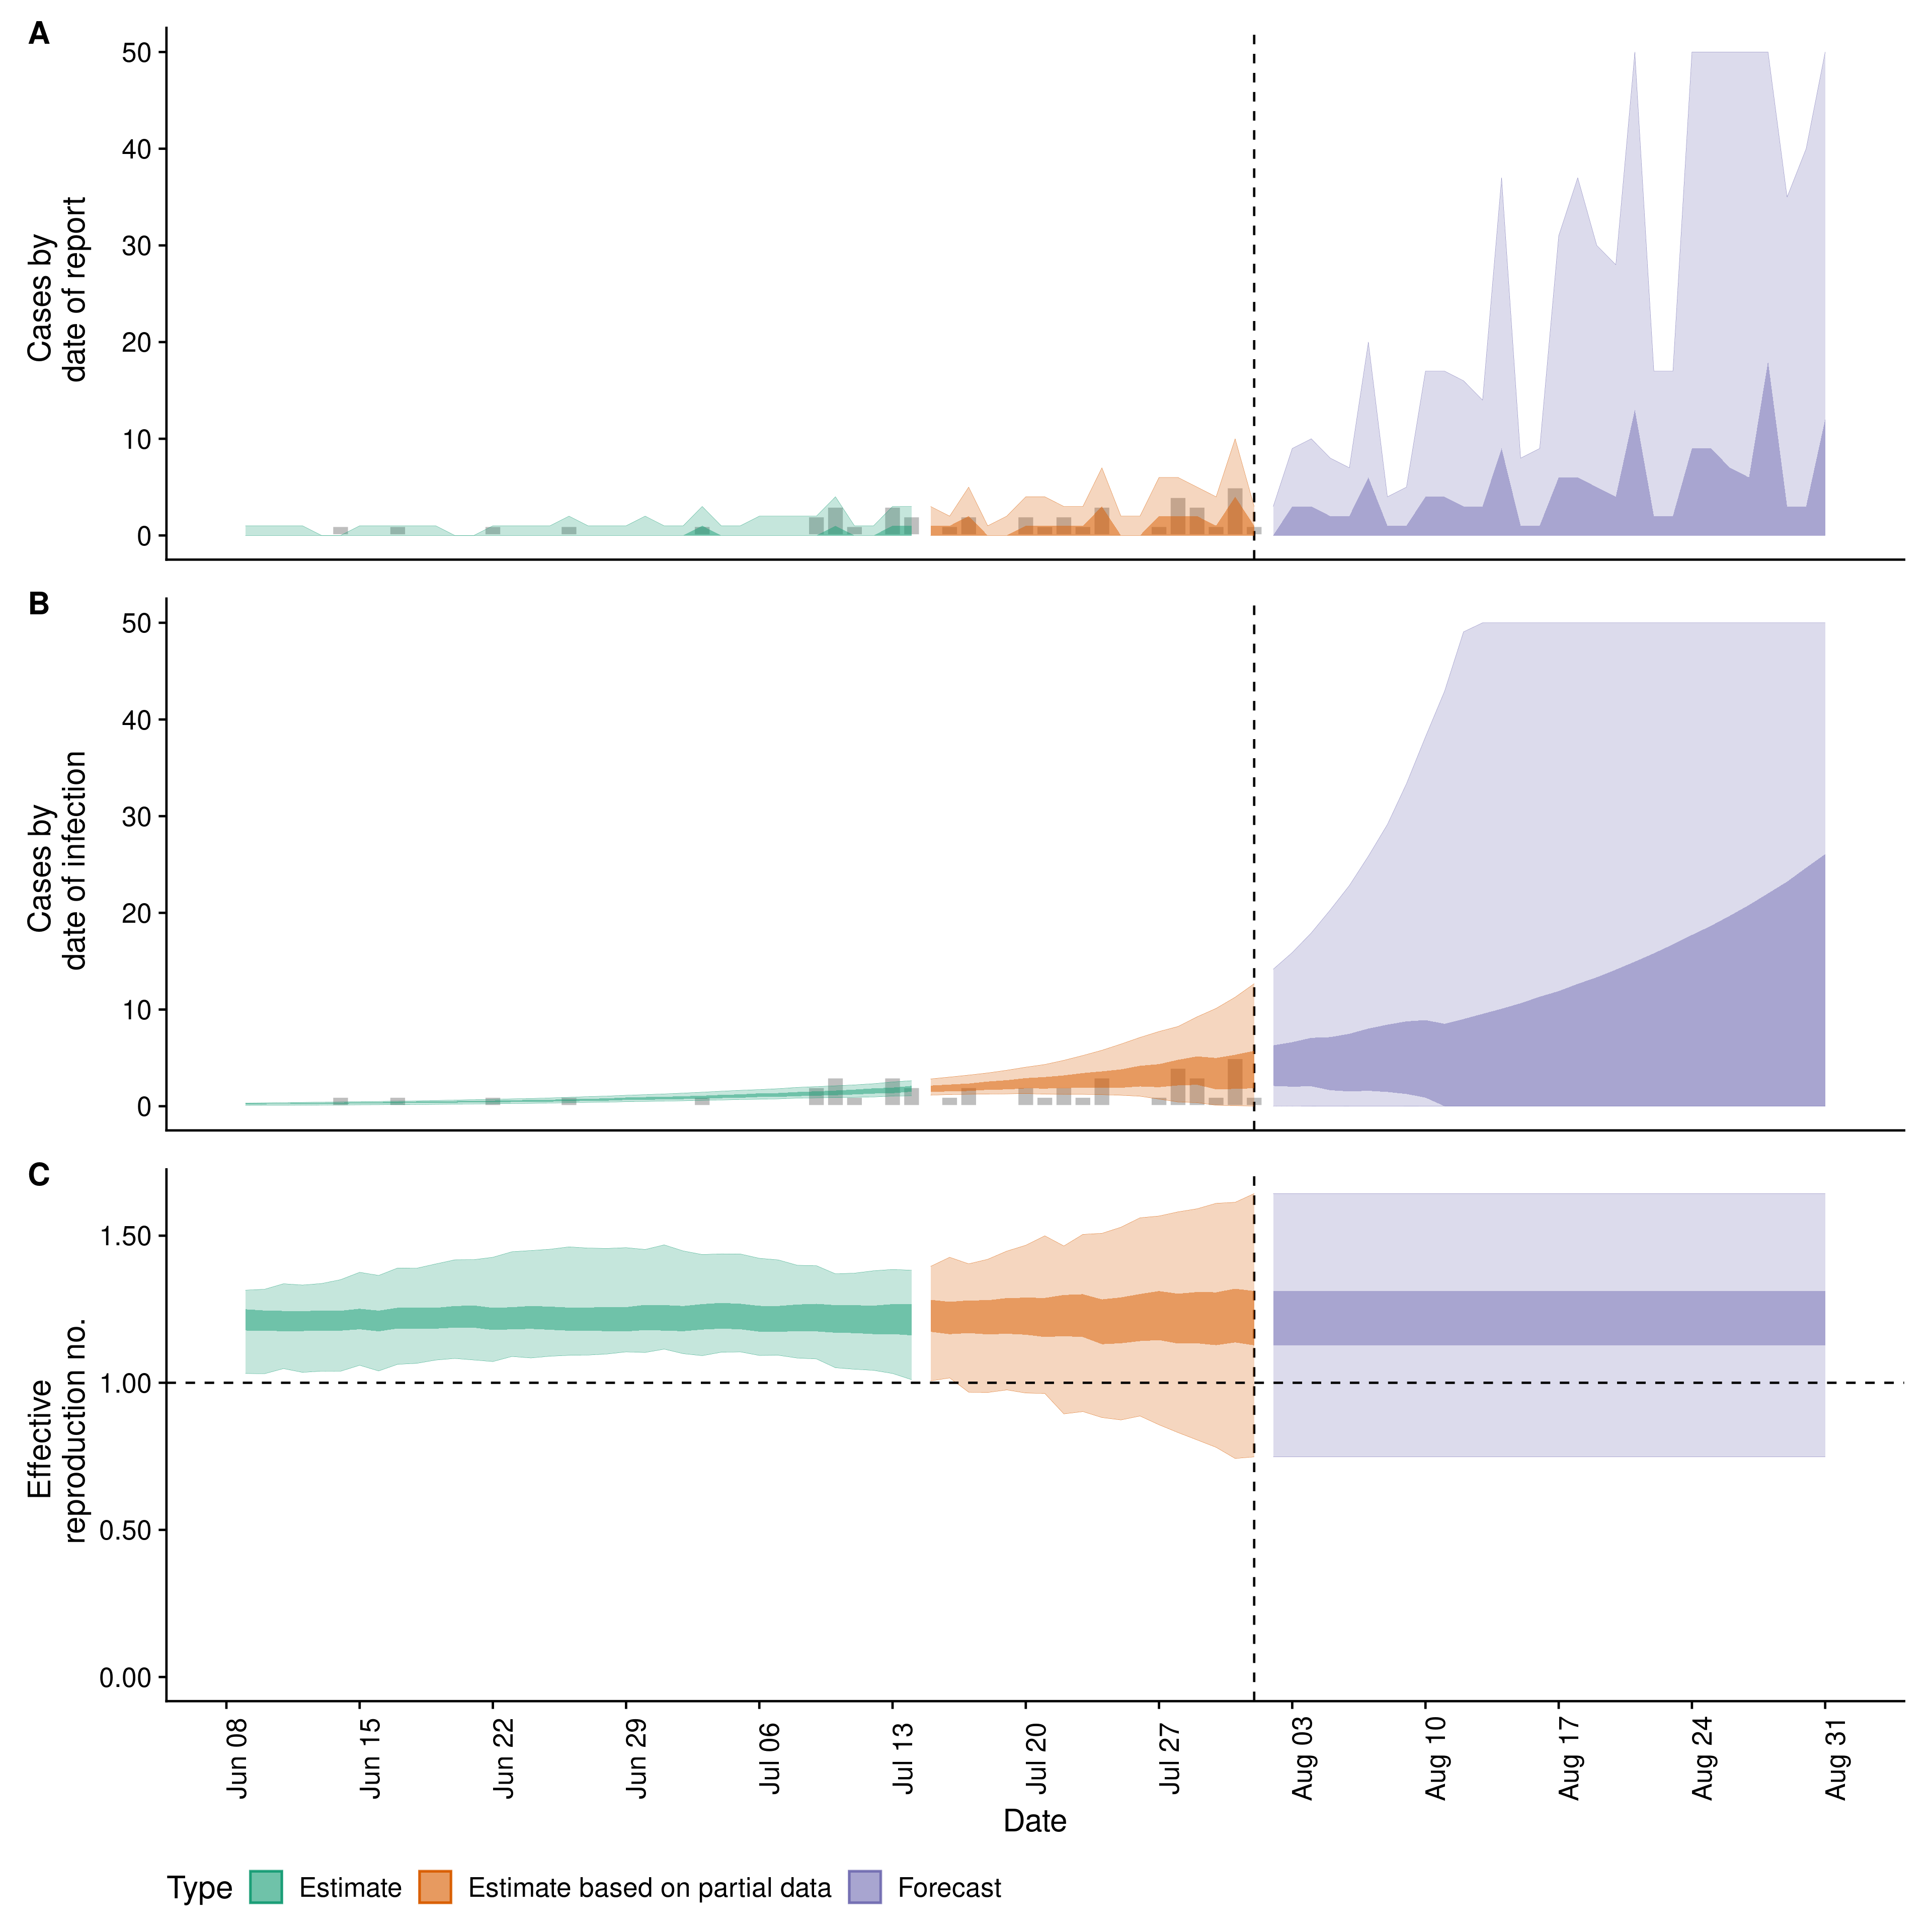 A
50
40
30
20
10
0
Cases by
date of report
B
50
40
30
20
10
0
Cases by
date of infection
C
1.50
1.00
0.50
0.00
Effective
reproduction no.
Jun 08
Jun 15
Jun 22
Jun 29
Jul 06
Jul 13
Jul 20
Jul 27
Aug 03
Aug 10
Aug 17
Aug 24
Aug 31
Date
Type Estimate Estimate based on partial data Forecast